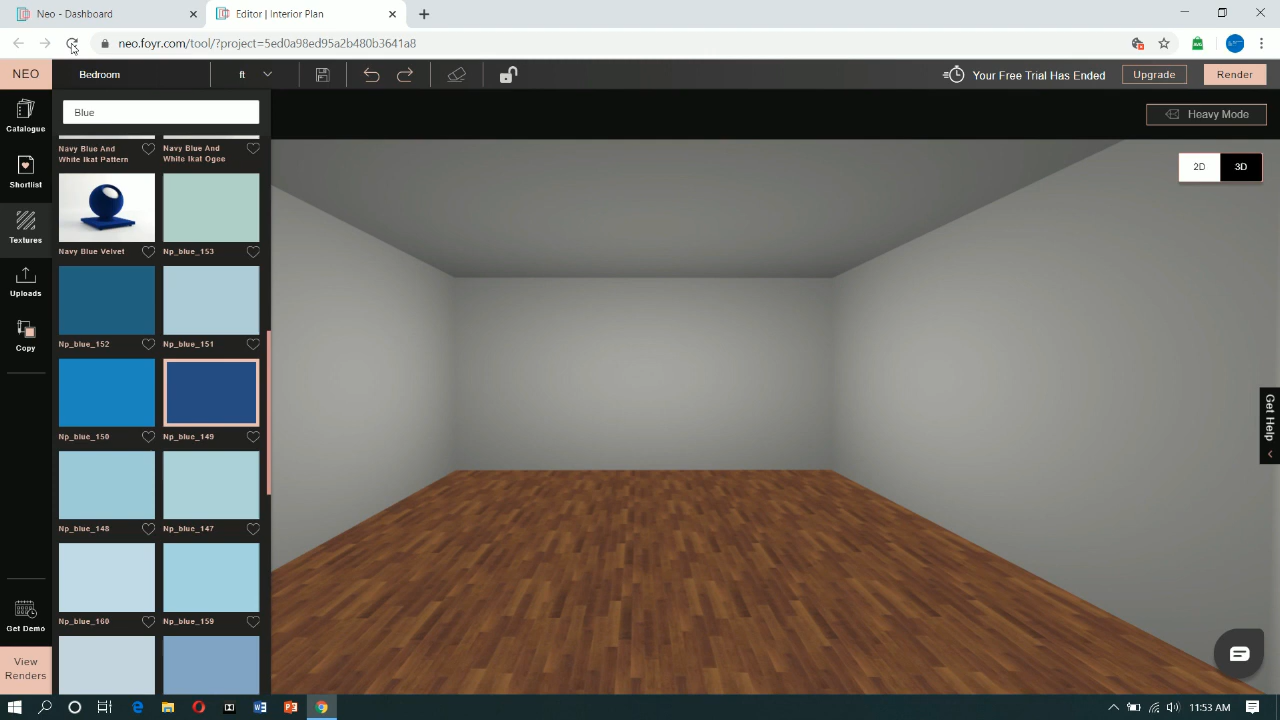 Neo - Dashboard
Editor | Interior Plan
neo.foyr.com/tool/?project=5ed0a98ed95a2b480b3641a8
NEO
Bedroom
ft
Your Free Trial Has Ended
Upgrade
Render
Catalogue
Shortlist
Textures
Uploads
Copy
Get Demo
View
Renders
Blue
Navy Blue And
White Ikat Pattern
Navy Blue And
White Ikat Ogee
Navy Blue Velvet
Np_blue_153
Np_blue_152
Np_blue_151
Np_blue_150
Np_blue_149
Np_blue_148
Np_blue_147
Np_blue_160
Np_blue_159
Heavy Mode
2D
3D
Get Help
11:53 AM